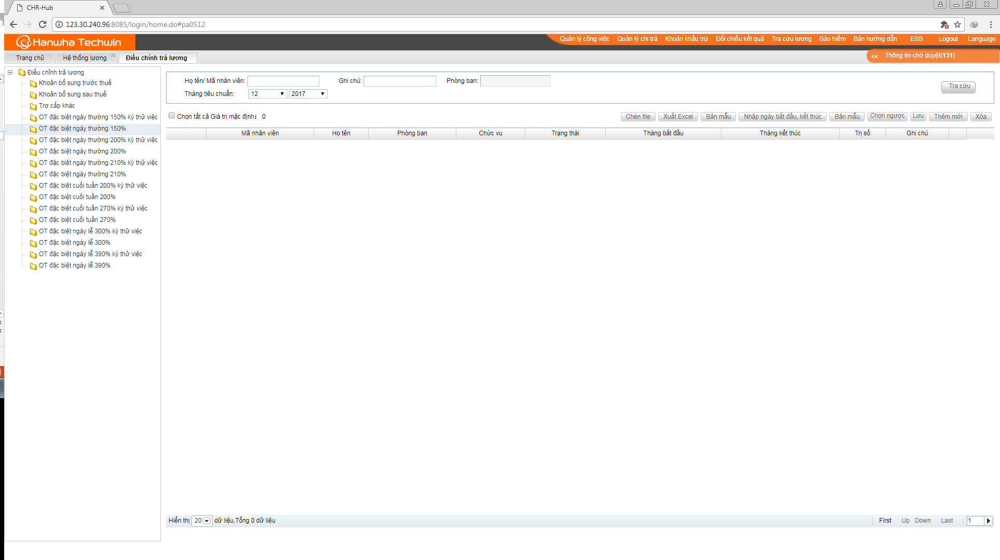 CHR-Hub
123.30.240.96:8085/login/home.do#pa0512
Hanwha Techwin
Quản lý công việc Quản lý chi trả Khoản khấu trừ Đối chiếu kết quả Tra cứu lương Bảo hiểm Bản hướng dẫn ESS Logout Language
Trang chủ Hệ thống lương Điều chỉnh trả lương
<< Thông tin chờ duyệt(131)
Điều chỉnh trả lương
Khoản bổ sung trước thuế
Khoản bổ sung sau thuế
Trợ cấp khác
OT đặc biệt ngày thường 150% kỳ thử việc
OT đặc biệt ngày thường 150%
OT đặc biệt ngày thường 200% kỳ thử việc
OT đặc biệt ngày thường 200%
OT đặc biệt ngày thường 210% kỳ thử việc
OT đặc biệt ngày thường 210%
OT đặc biệt cuối tuần 200% kỳ thử việc
OT đặc biệt cuối tuần 200%
OT đặc biệt cuối tuần 270% kỳ thử việc
OT đặc biệt cuối tuần 270%
OT đặc biệt ngày lễ 300% kỳ thử việc
OT đặc biệt ngày lễ 300%
OT đặc biệt ngày lễ 390% kỳ thử việc
OT đặc biệt ngày lễ 390%
Họ tên/ Mã nhân viên: Ghi chú: Phòng ban:
Tháng tiêu chuẩn: 12 2017
Tra cứu
Chọn tất cả Giá trị mặc định: 0
Chèn file Xuất Excel Bản mẫu Nhập ngày bắt đầu, kết thúc Bản mẫu Chọn ngược Lưu Thêm mới Xóa
Mã nhân viên Họ tên Phòng ban Chức vụ Trạng thái Tháng bắt đầu Tháng kết thúc Trị số Ghi chú
Hiển thị 20 dữ liệu,Tổng 0 dữ liệu
First Up Down Last 1